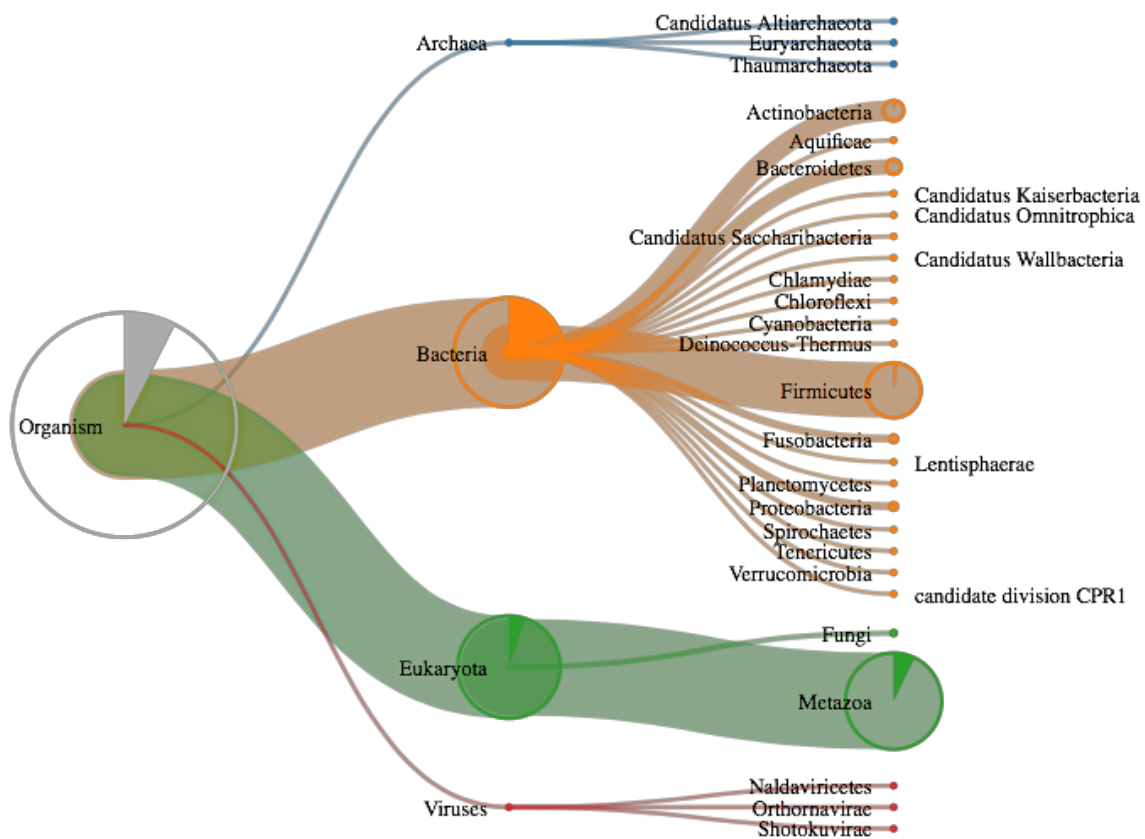 Candidatus Altiarchaeota
Archaea
Euryarchaeota
Thaumarchaeota
Actinobacteria
Aquificae
Bacteroidetes
Candidatus Kaiserbacteria
Candidatus Omnitrophica
Candidatus Saccharibacteria
Candidatus Wallbacteria
Chlamydiae
Chloroflexi
Cyanobacteria
Deinococcus-Thermus
Bacteria
Firmicutes
Organism
Fusobacteria
Lentisphaerae
Planctomycetes
Proteobacteria
Spirochaetes
Tenericutes
Verrucomicrobia
candidate division CPR1
Fungi
Eukaryota
Metazoa
Naldaviricetes
Viruses
Orthornavirae
Shotokuvirae